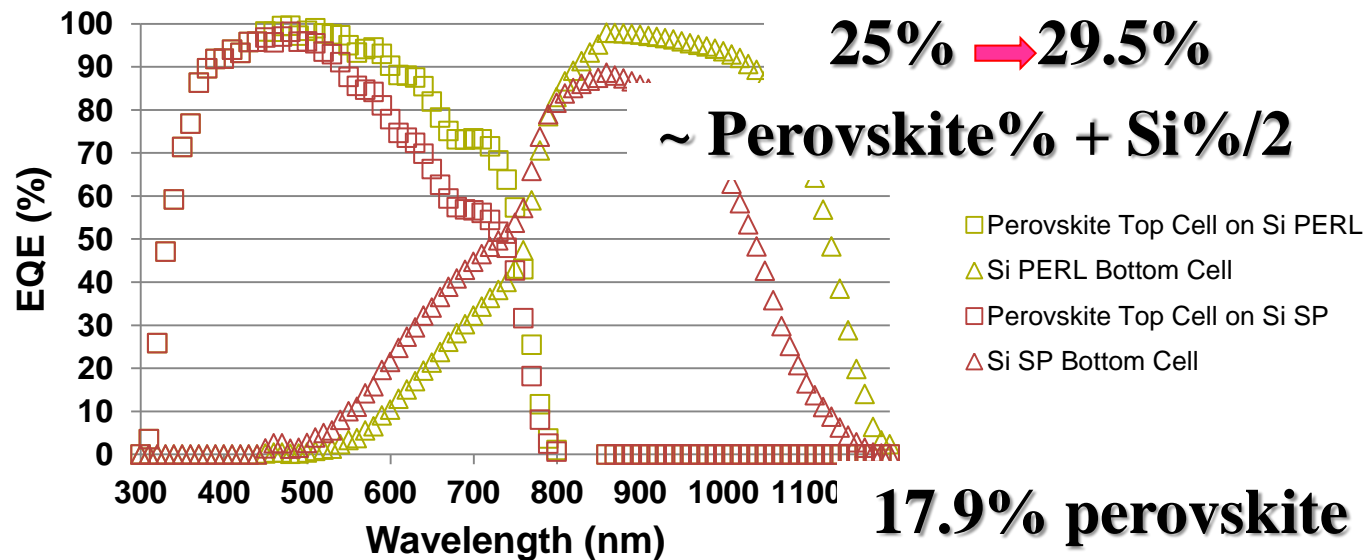 25% 29.5%
~ Perovskite% + Si%/2
100
90
80
70
60
50
40
30
20
10
0
EQE (%)
300 400 500 600 700 800 900 1000 1100
Wavelength (nm)
Perovskite Top Cell on Si PERL
Si PERL Bottom Cell
Perovskite Top Cell on Si SP
Si SP Bottom Cell
17.9% perovskite